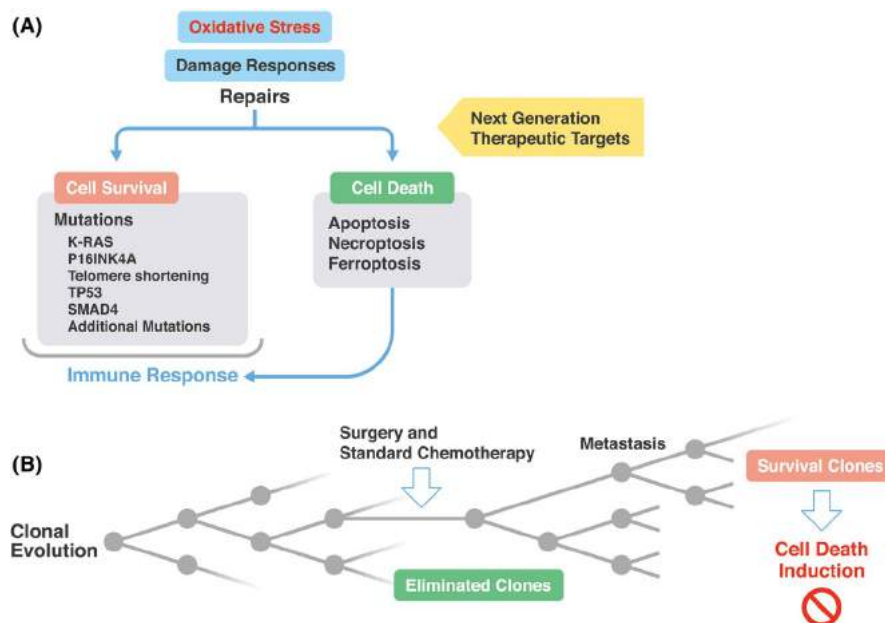 (A)
Oxidative Stress
Damage Responses
Repairs
Next Generation
Therapeutic Targets
Cell Survival
Mutations
K-RAS
P16INK4A
Telomere shortening
TP53
SMAD4
Additional Mutations
Cell Death
Apoptosis
Necroptosis
Ferroptosis
Immune Response
(B)
Surgery and
Standard Chemotherapy
Metastasis
Survival Clones
Clonal
Evolution
Eliminated Clones
Cell Death
Induction